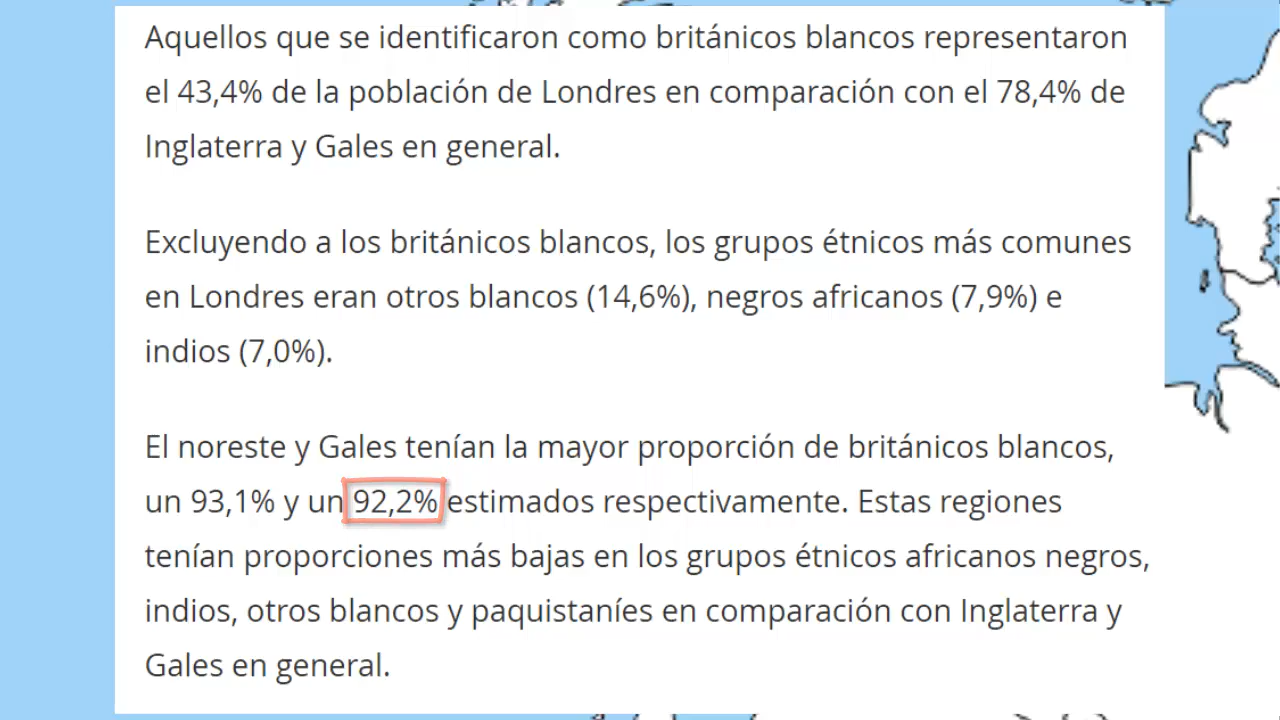 Aquellos que se identificaron como británicos blancos representaron
el 43,4% de la población de Londres en comparación con el 78,4% de
Inglaterra y Gales en general.
Excluyendo a los británicos blancos, los grupos étnicos más comunes
en Londres eran otros blancos (14,6%), negros africanos (7,9%) e
indios (7,0%).
El noreste y Gales tenían la mayor proporción de británicos blancos,
un 93,1% y un 92,2% estimados respectivamente. Estas regiones
tenían proporciones más bajas en los grupos étnicos africanos negros,
indios, otros blancos y paquistaníes en comparación con Inglaterra y
Gales en general.